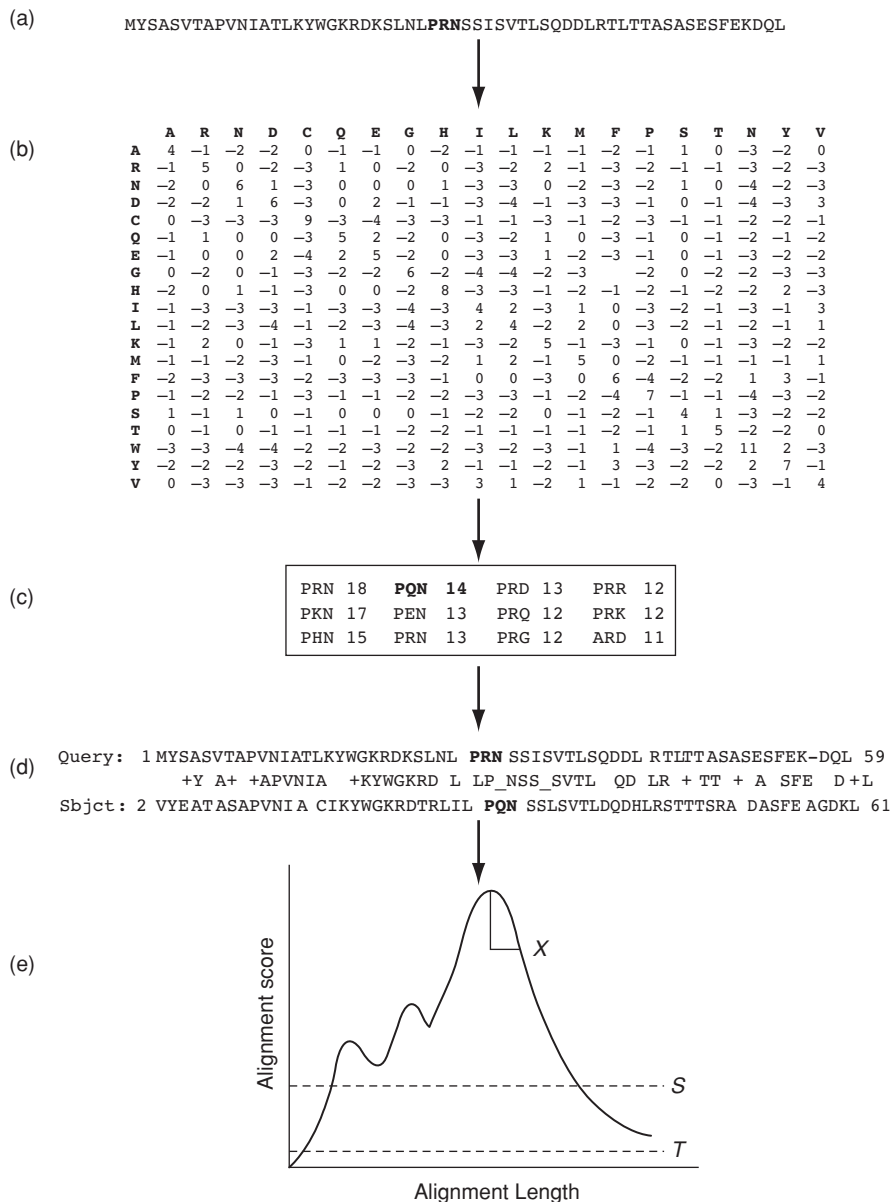 (a)
MYSASVTAPVNIATLKYWGKRDKSLNLPRNSSISVTLSQDDLRTLTTASASESFEKDQL
A R N D C Q E G H I L K M F P S T N Y V
(b)
A 4 –1 –2 –2 0 –1 –1 0 –2 –1 –1 –1 –1 –2 –1 1 0 –3 –2 0
R –1 5 0 –2 –3 1 0 –2 0 –3 –2 2 –1 –3 –2 –1 –1 –3 –2 –3
N –2 0 6 1 –3 0 0 0 1 –3 –3 0 –2 –3 –2 1 0 –4 –2 –3
D –2 –2 1 6 –3 0 2 –1 –1 –3 –4 –1 –3 –3 –1 0 –1 –4 –3 3
C 0 –3 –3 –3 9 –3 –4 –3 –3 –1 –1 –3 –1 –2 –3 –1 –1 –2 –2 –1
Q –1 1 0 0 –3 5 2 –2 0 –3 –2 1 0 –3 –1 0 –1 –2 –1 –2
E –1 0 0 2 –4 2 5 –2 0 –3 –3 1 –2 –3 –1 0 –1 –3 –2 –2
G 0 –2 0 –1 –3 –2 –2 6 –2 –4 –4 –2 –3 –2 0 –2 –2 –3 –3
H –2 0 1 –1 –3 0 0 –2 8 –3 –3 –1 –2 –1 –2 –1 –2 –2 2 –3
I –1 –3 –3 –3 –1 –3 –3 –4 –3 4 2 –3 1 0 –3 –2 –1 –3 –1 3
L –1 –2 –3 –4 –1 –2 –3 –4 –3 2 4 –2 2 0 –3 –2 –1 –2 –1 1
K –1 2 0 –1 –3 1 1 –2 –1 –3 –2 5 –1 –3 –1 0 –1 –3 –2 –2
M –1 –1 –2 –3 –1 0 –2 –3 –2 1 2 –1 5 0 –2 –1 –1 –1 –1 1
F –2 –3 –3 –3 –2 –3 –3 –3 –1 0 0 –3 0 6 –4 –2 –2 1 3 –1
P –1 –2 –2 –1 –3 –1 –1 –2 –2 –3 –3 –1 –2 –4 7 –1 –1 –4 –3 –2
S 1 –1 1 0 –1 0 0 0 –1 –2 –2 0 –1 –2 –1 4 1 –3 –2 –2
T 0 –1 0 –1 –1 –1 –1 –2 –2 –1 –1 –1 –1 –2 –1 1 5 –2 –2 0
W –3 –3 –4 –4 –2 –2 –3 –2 –2 –3 –2 –3 –1 1 –4 –3 –2 11 2 –3
Y –2 –2 –2 –3 –2 –1 –2 –3 2 –1 –1 –2 –1 3 –3 –2 –2 2 7 –1
V 0 –3 –3 –3 –1 –2 –2 –3 –3 3 1 –2 1 –1 –2 –2 0 –3 –1 4
(c)
PRN 18 PQN 14 PRD 13 PRR 12
PKN 17 PEN 13 PRQ 12 PRK 12
PHN 15 PRN 13 PRG 12 ARD 11
(d)
Query: 1 MYSASVTAPVNIATLKYWGKRDKSLNL PRN SSISVTLSQDDL RTLTTASASESFEK–DQL 59
+Y A+ +APVNIA +KYWGKRD L LP_NSS_SVTL QD LR + TT + A SFE D+L
Sbjct: 2 VYEATASAPVNIA CIKYWGKRDTRLIL PQN SSLSVTLDQDHLRSTTTSRA DASFEAGDKL 61
(e)
Alignment score
X
S
T
Alignment Length